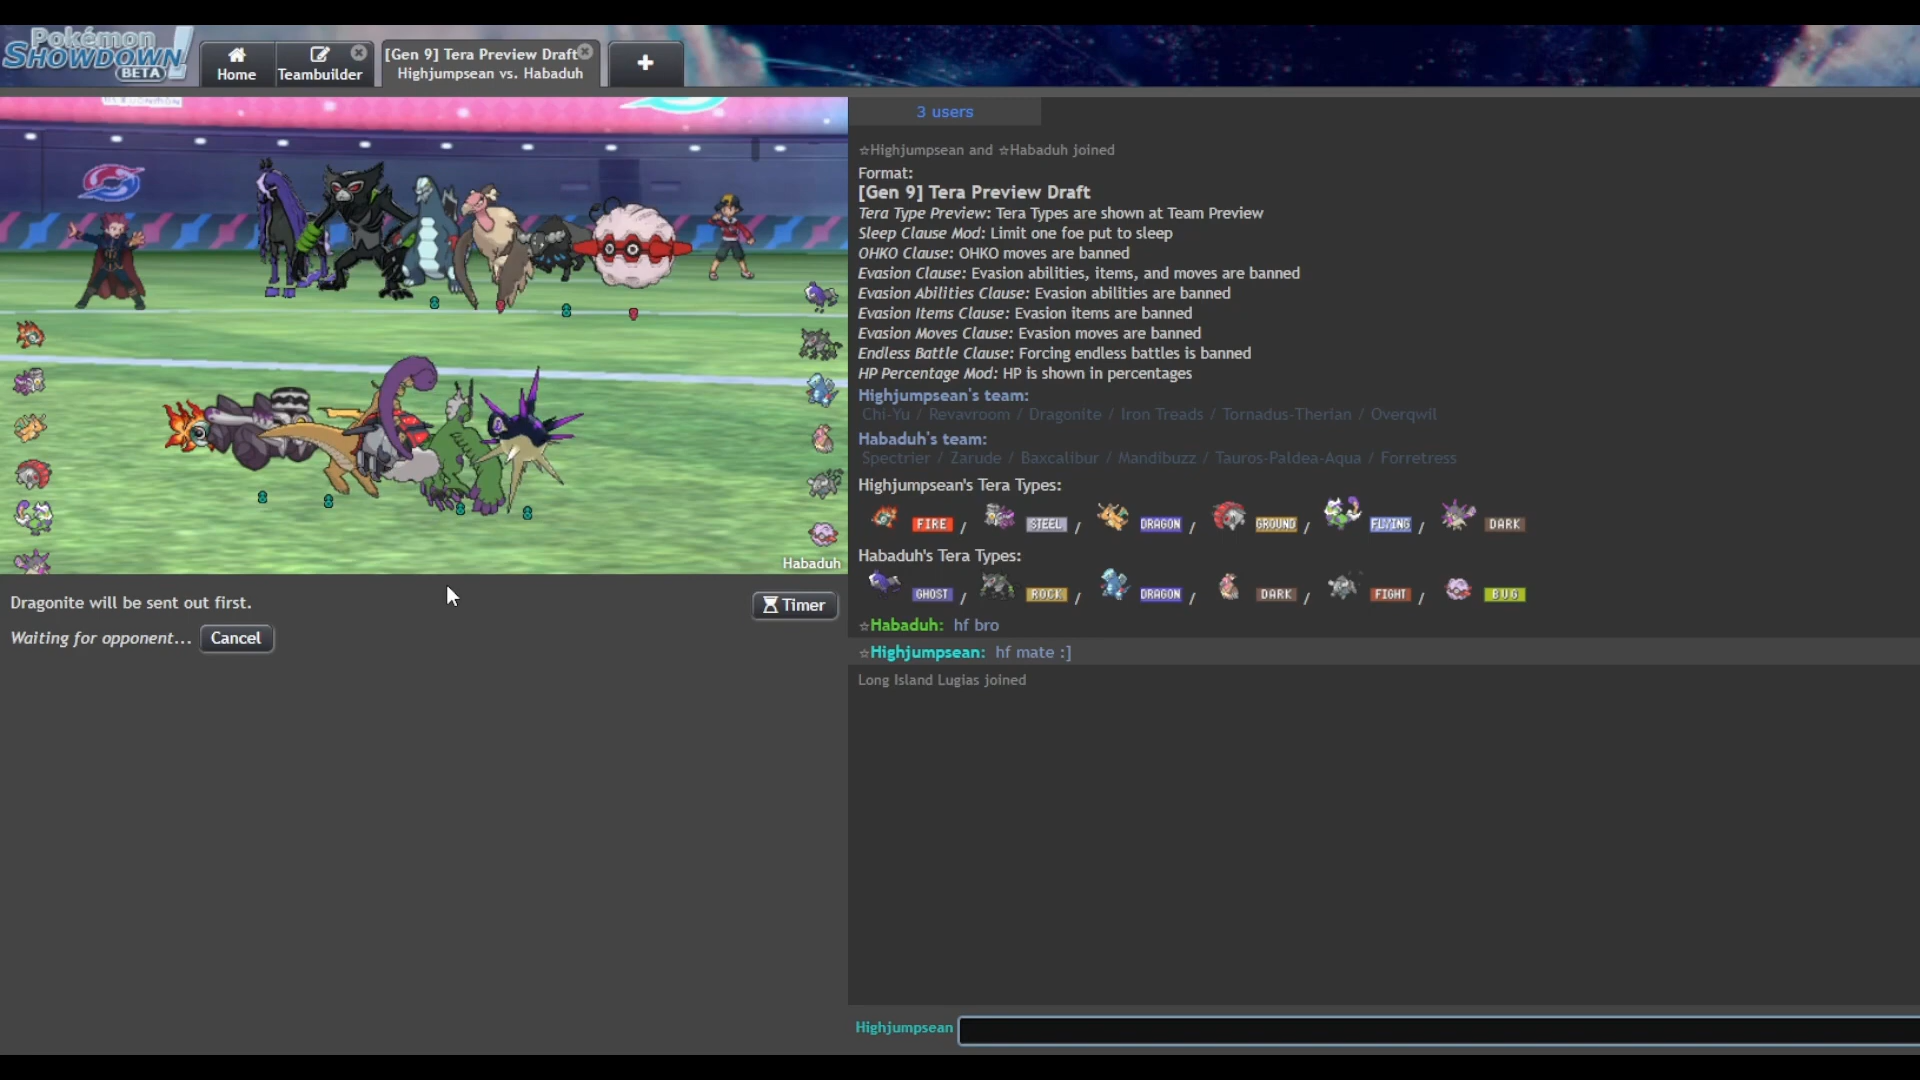 Pokémon
SHOWDOWN!
BETA
Home
Teambuilder
[Gen 9] Tera Preview Draft
Highjumpsean vs. Habaduh
+
3 users
☆Highjumpsean and ☆Habaduh joined
Format:
[Gen 9] Tera Preview Draft
Tera Type Preview: Tera Types are shown at Team Preview
Sleep Clause Mod: Limit one foe put to sleep
OHKO Clause: OHKO moves are banned
Evasion Clause: Evasion abilities, items, and moves are banned
Evasion Abilities Clause: Evasion abilities are banned
Evasion Items Clause: Evasion items are banned
Evasion Moves Clause: Evasion moves are banned
Endless Battle Clause: Forcing endless battles is banned
HP Percentage Mod: HP is shown in percentages
Highjumpsean's team:
Chi-Yu / Revavroom / Dragonite / Iron Treads / Tornadus-Therian / Overqwil
Habaduh's team:
Spectrier / Zarude / Baxcalibur / Mandibuzz / Tauros-Paldea-Aqua / Forretress
Highjumpsean's Tera Types:
FIRE / STEEL / DRAGON / GROUND / FLYING / DARK
Habaduh's Tera Types:
GHOST / ROCK / DRAGON / DARK / FIGHT / BUG
☆Habaduh: hf bro
☆Highjumpsean: hf mate :]
Long Island Lugias joined
Highjumpsean
Habaduh
Dragonite will be sent out first.
Timer
Waiting for opponent... Cancel